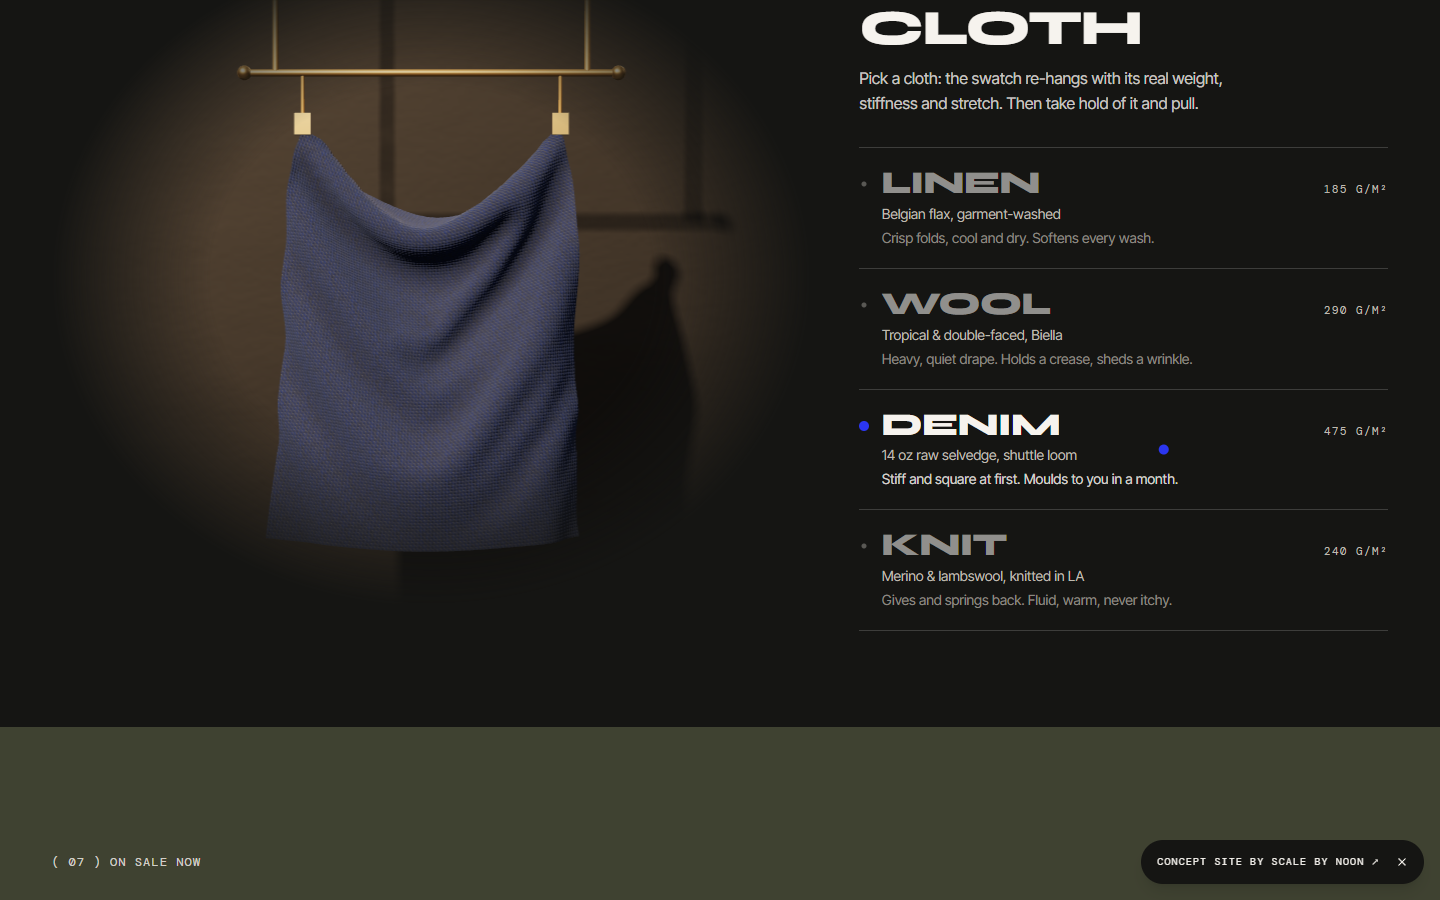 CLOTH
Pick a cloth: the swatch re-hangs with its real weight,
stiffness and stretch. Then take hold of it and pull.
LINEN
185 G/M²
Belgian flax, garment-washed
Crisp folds, cool and dry. Softens every wash.
WOOL
290 G/M²
Tropical & double-faced, Biella
Heavy, quiet drape. Holds a crease, sheds a wrinkle.
DENIM
475 G/M²
14 oz raw selvedge, shuttle loom
Stiff and square at first. Moulds to you in a month.
KNIT
240 G/M²
Merino & lambswool, knitted in LA
Gives and springs back. Fluid, warm, never itchy.
( 07 ) ON SALE NOW
CONCEPT SITE BY SCALE BY NOON ↗ ×